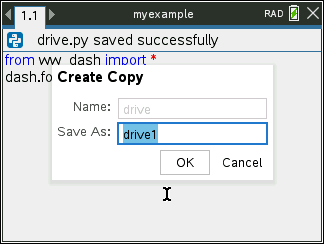 1.1 myexample RAD
drive.py saved successfully
from ww_dash import *
dash.fo
Create Copy
Name: drive
Save As: drive1
OK Cancel